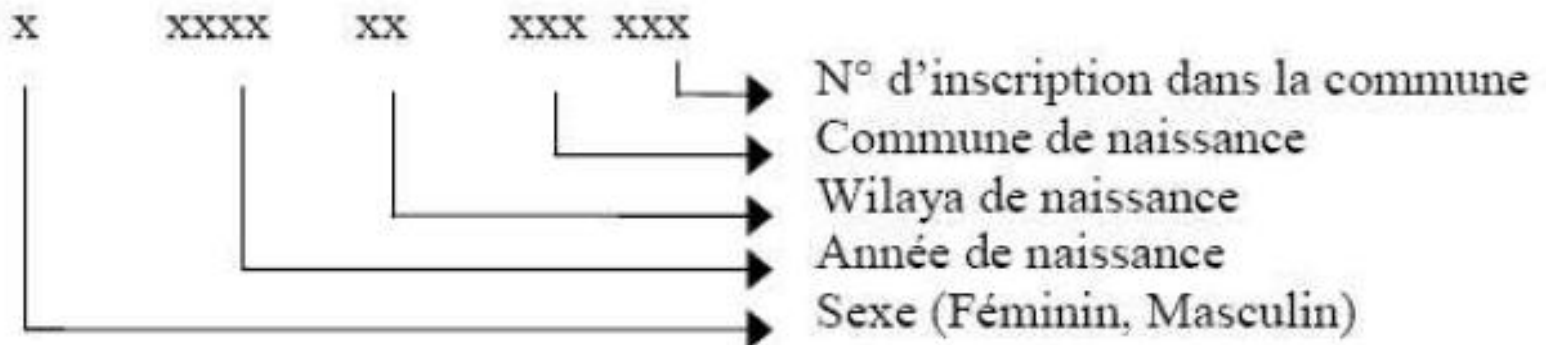 x xxxx xx xxx xxx
N° d’inscription dans la commune
Commune de naissance
Wilaya de naissance
Année de naissance
Sexe (Féminin, Masculin)